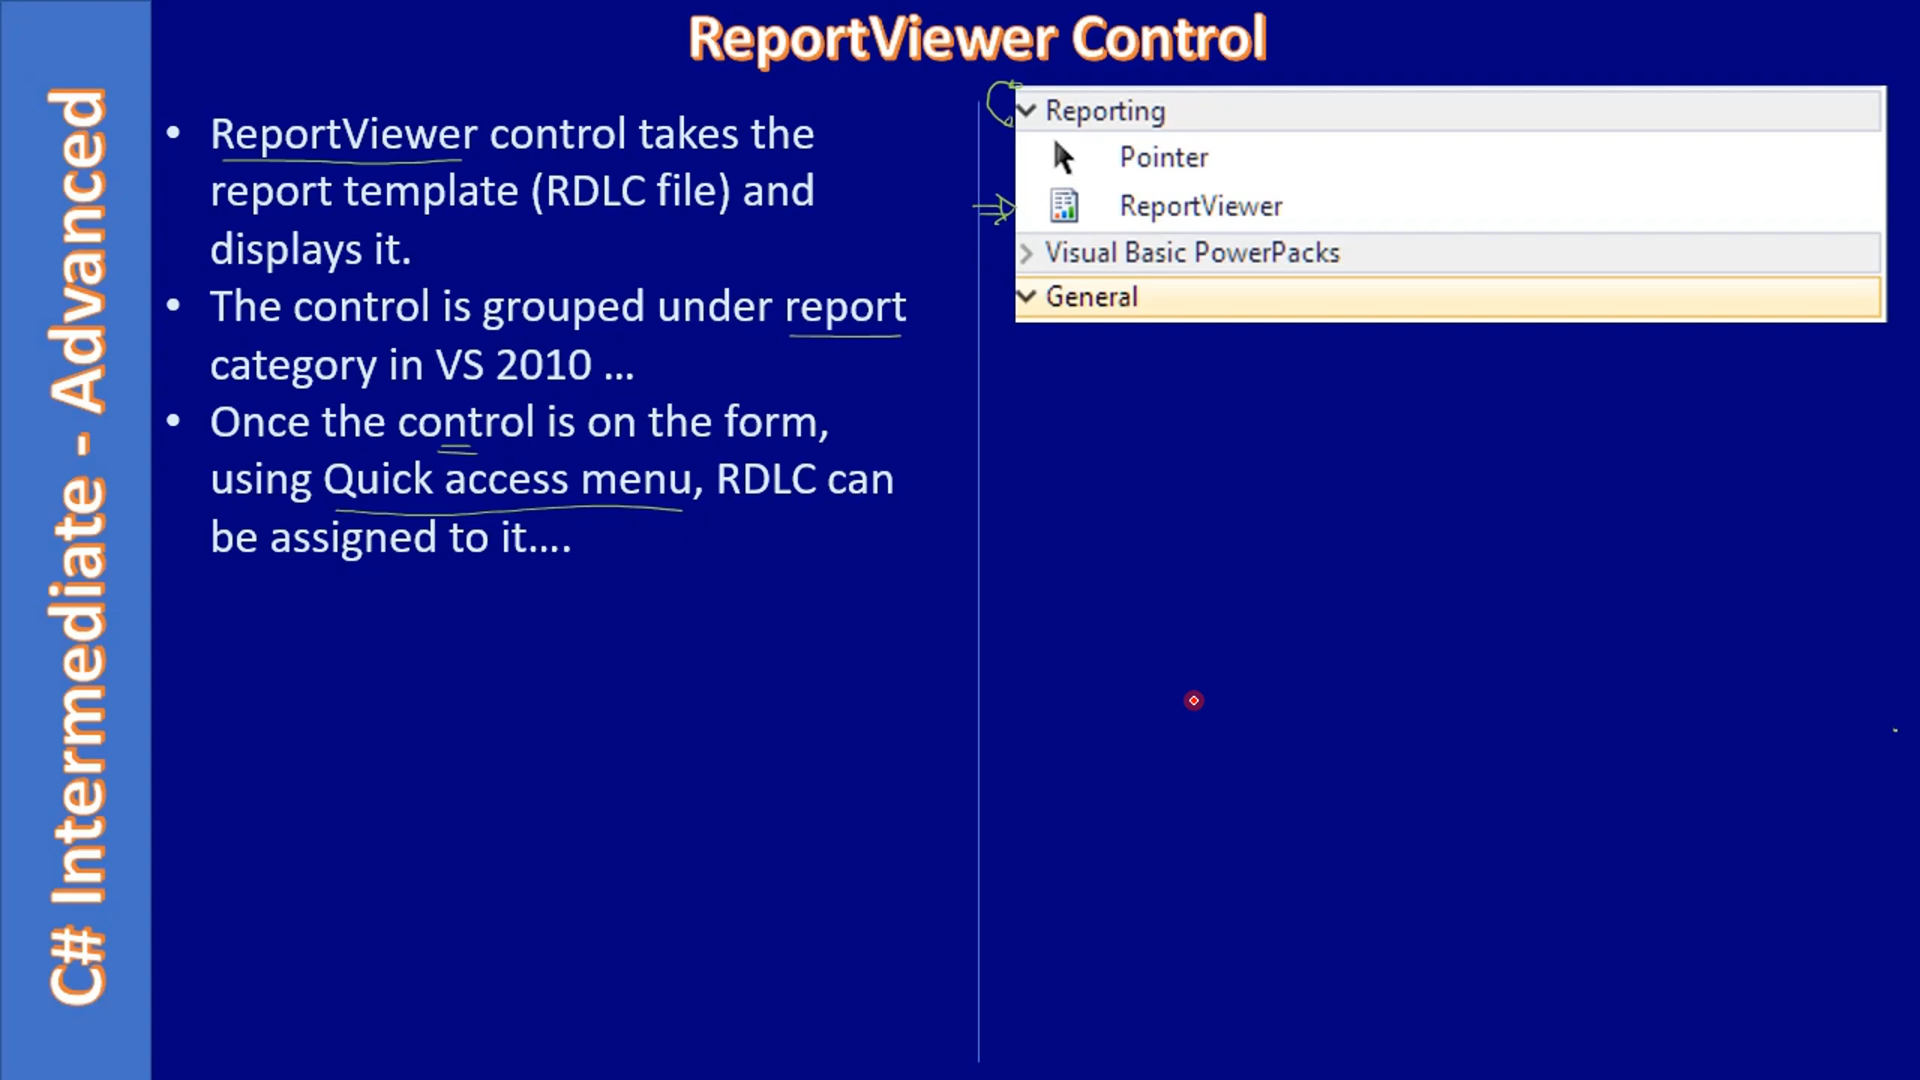 ReportViewer Control
C# Intermediate - Advanced
• ReportViewer control takes the
report template (RDLC file) and
displays it.
• The control is grouped under report
category in VS 2010 ...
• Once the control is on the form,
using Quick access menu, RDLC can
be assigned to it....
Reporting
Pointer
ReportViewer
Visual Basic PowerPacks
General